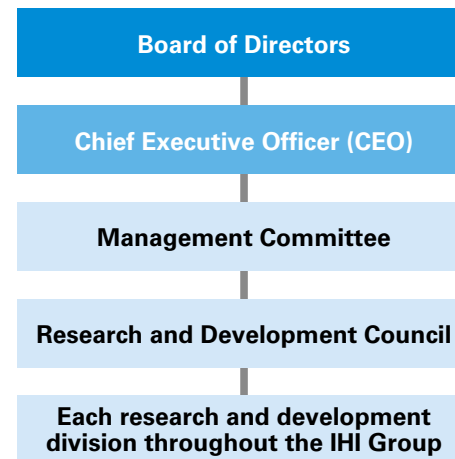 Board of Directors
Chief Executive Officer (CEO)
Management Committee
Research and Development Council
Each research and development
division throughout the IHI Group